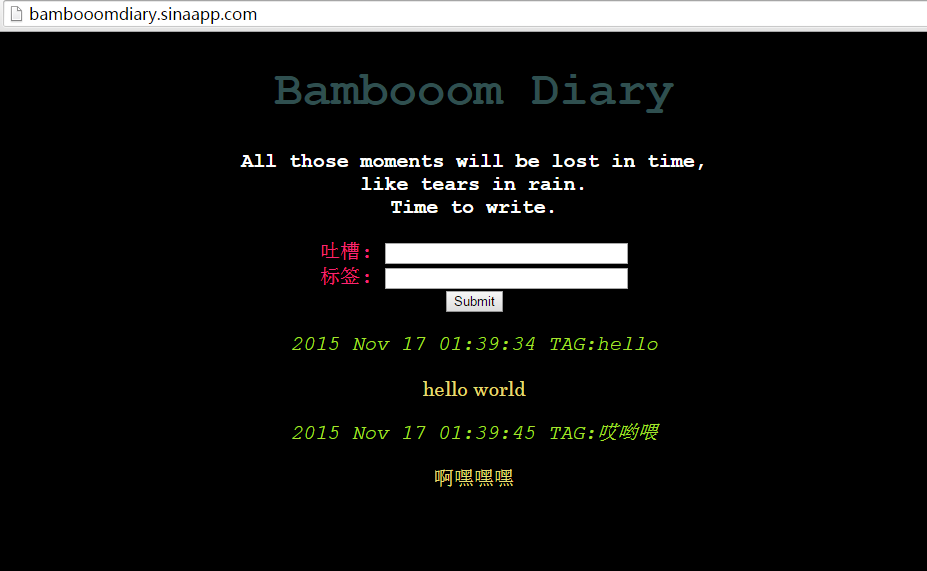 bambooomdiary.sinaapp.com
Bambooom Diary
All those moments will be lost in time,
like tears in rain.
Time to write.
吐槽:
标签:
Submit
2015 Nov 17 01:39:34 TAG:hello
hello world
2015 Nov 17 01:39:45 TAG:哎哟喂
啊嘿嘿嘿